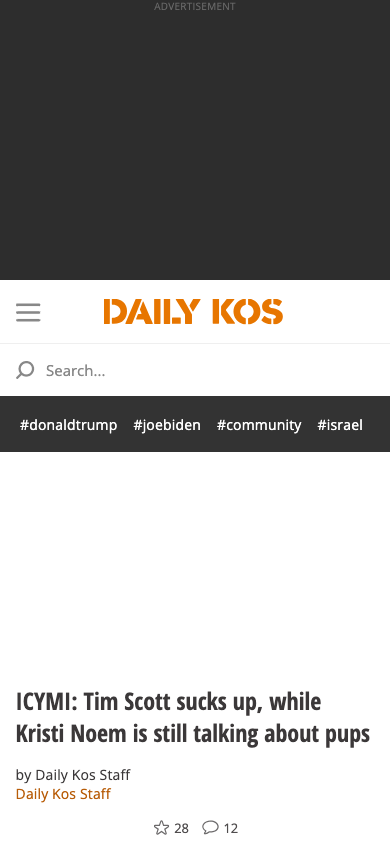 ADVERTISEMENT
DAILY KOS
Search...
#donaldtrump #joebiden #community #israel
ICYMI: Tim Scott sucks up, while
Kristi Noem is still talking about pups
by Daily Kos Staff
Daily Kos Staff
28 12